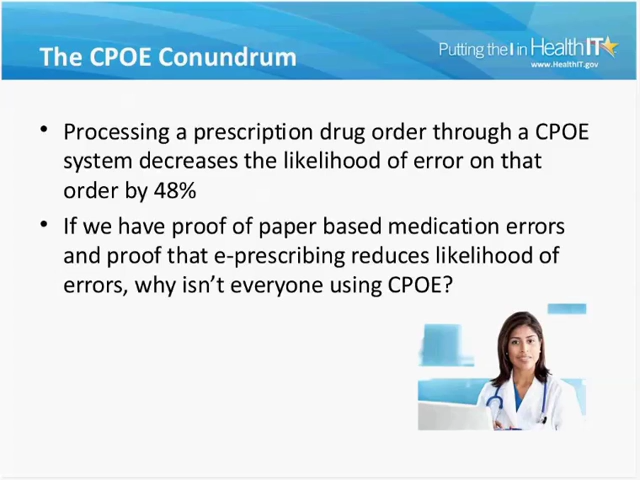 The CPOE Conundrum
Putting the I in Health IT
www.HealthIT.gov
• Processing a prescription drug order through a CPOE
system decreases the likelihood of error on that
order by 48%
• If we have proof of paper based medication errors
and proof that e-prescribing reduces likelihood of
errors, why isn't everyone using CPOE?